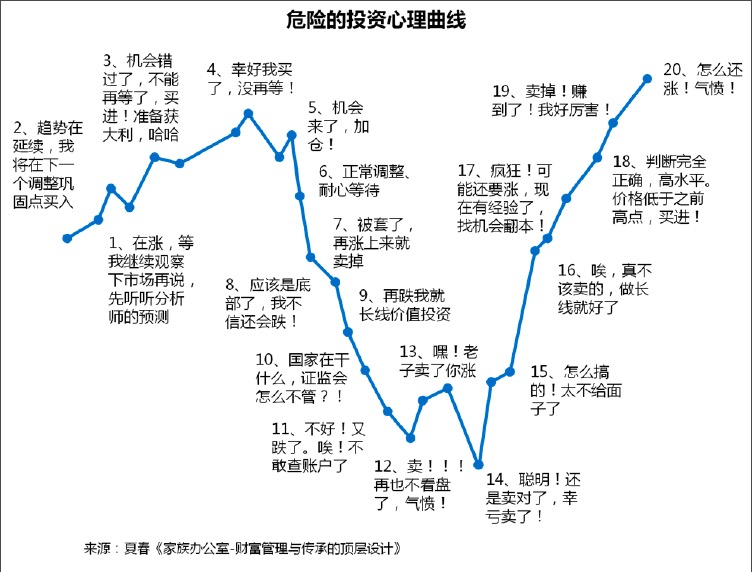 危险的投资心理曲线
1、在涨，等
我继续观察
下市场再说，
先听听分析
师的预测
2、趋势在
延续，我
将在下一
个调整巩
固点买入
3、机会错
过了，不能
再等了，买
进！准备获
大利，哈哈
4、幸好我买
了，没再等！
5、机会
来了，加
仓！
6、正常调整、
耐心等待
7、被套了，
再涨上来就
卖掉
8、应该是底
部了，我不
信还会跌！
9、再跌我就
长线价值投资
10、国家在干
什么，证监会
怎么不管？！
11、不好！又
跌了。唉！不
敢查账户了
12、卖！！！
再也不看盘
了，气愤！
13、嘿！老
子卖了你涨
14、聪明！还
是卖对了，幸
亏卖了！
15、怎么搞
的！太不给面
子了
16、唉，真不
该卖的，做长
线就好了
17、疯狂！可
能还要涨，现
在有经验了，
找机会翻本！
18、判断完全
正确，高水平。
价格低于之前
高点，买进！
19、卖掉！赚
到了！我好厉害！
20、怎么还
涨！气愤！
来源：夏春《家族办公室-财富管理与传承的顶层设计》